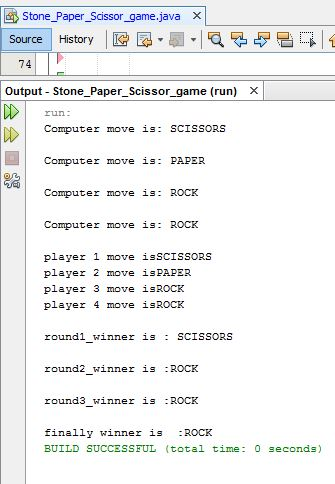 Stone_Paper_Scissor_game.java
Source History
74
Output - Stone_Paper_Scissor_game (run)
run:
Computer move is: SCISSORS
Computer move is: PAPER
Computer move is: ROCK
Computer move is: ROCK
player 1 move isSCISSORS
player 2 move isPAPER
player 3 move isROCK
player 4 move isROCK
round1_winner is : SCISSORS
round2_winner is :ROCK
round3_winner is :ROCK
finally winner is  :ROCK
BUILD SUCCESSFUL (total time: 0 seconds)